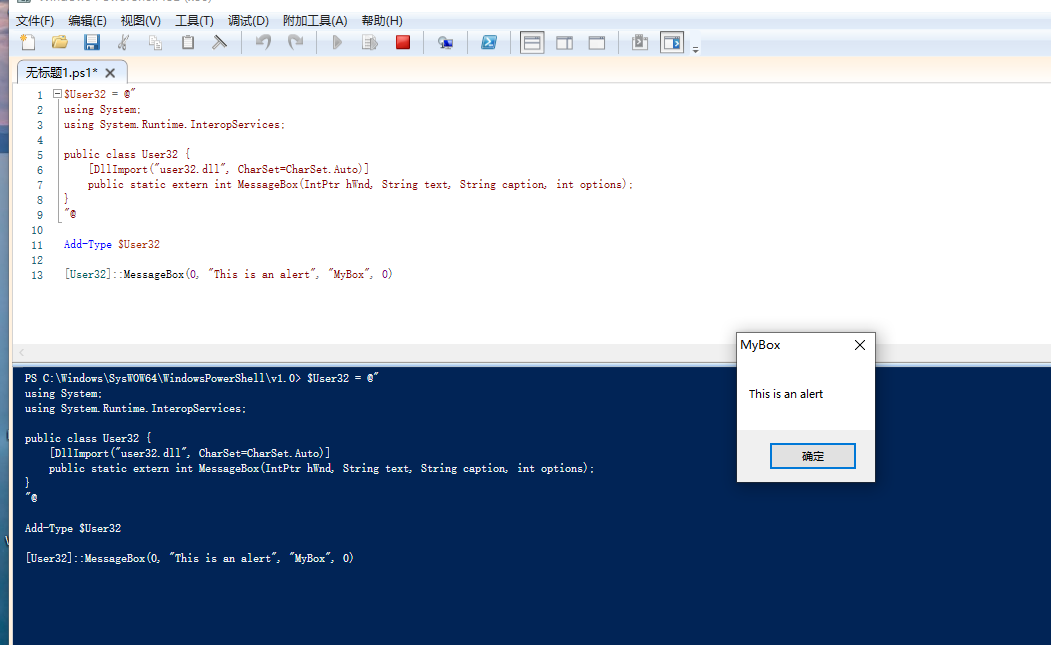 文件(F) 编辑(E) 视图(V) 工具(T) 调试(D) 附加工具(A) 帮助(H)
无标题1.ps1*
1 $User32 = @"
2 using System;
3 using System.Runtime.InteropServices;
4
5 public class User32 {
6 [DllImport("user32.dll", CharSet=CharSet.Auto)]
7 public static extern int MessageBox(IntPtr hWnd, String text, String caption, int options);
8 }
9 "@
10
11 Add-Type $User32
12
13 [User32]::MessageBox(0, "This is an alert", "MyBox", 0)
PS C:\Windows\SysWOW64\WindowsPowerShell\v1.0> $User32 = @"
using System;
using System.Runtime.InteropServices;
public class User32 {
[DllImport("user32.dll", CharSet=CharSet.Auto)]
public static extern int MessageBox(IntPtr hWnd, String text, String caption, int options);
}
"@
Add-Type $User32
[User32]::MessageBox(0, "This is an alert", "MyBox", 0)
MyBox
This is an alert
确定